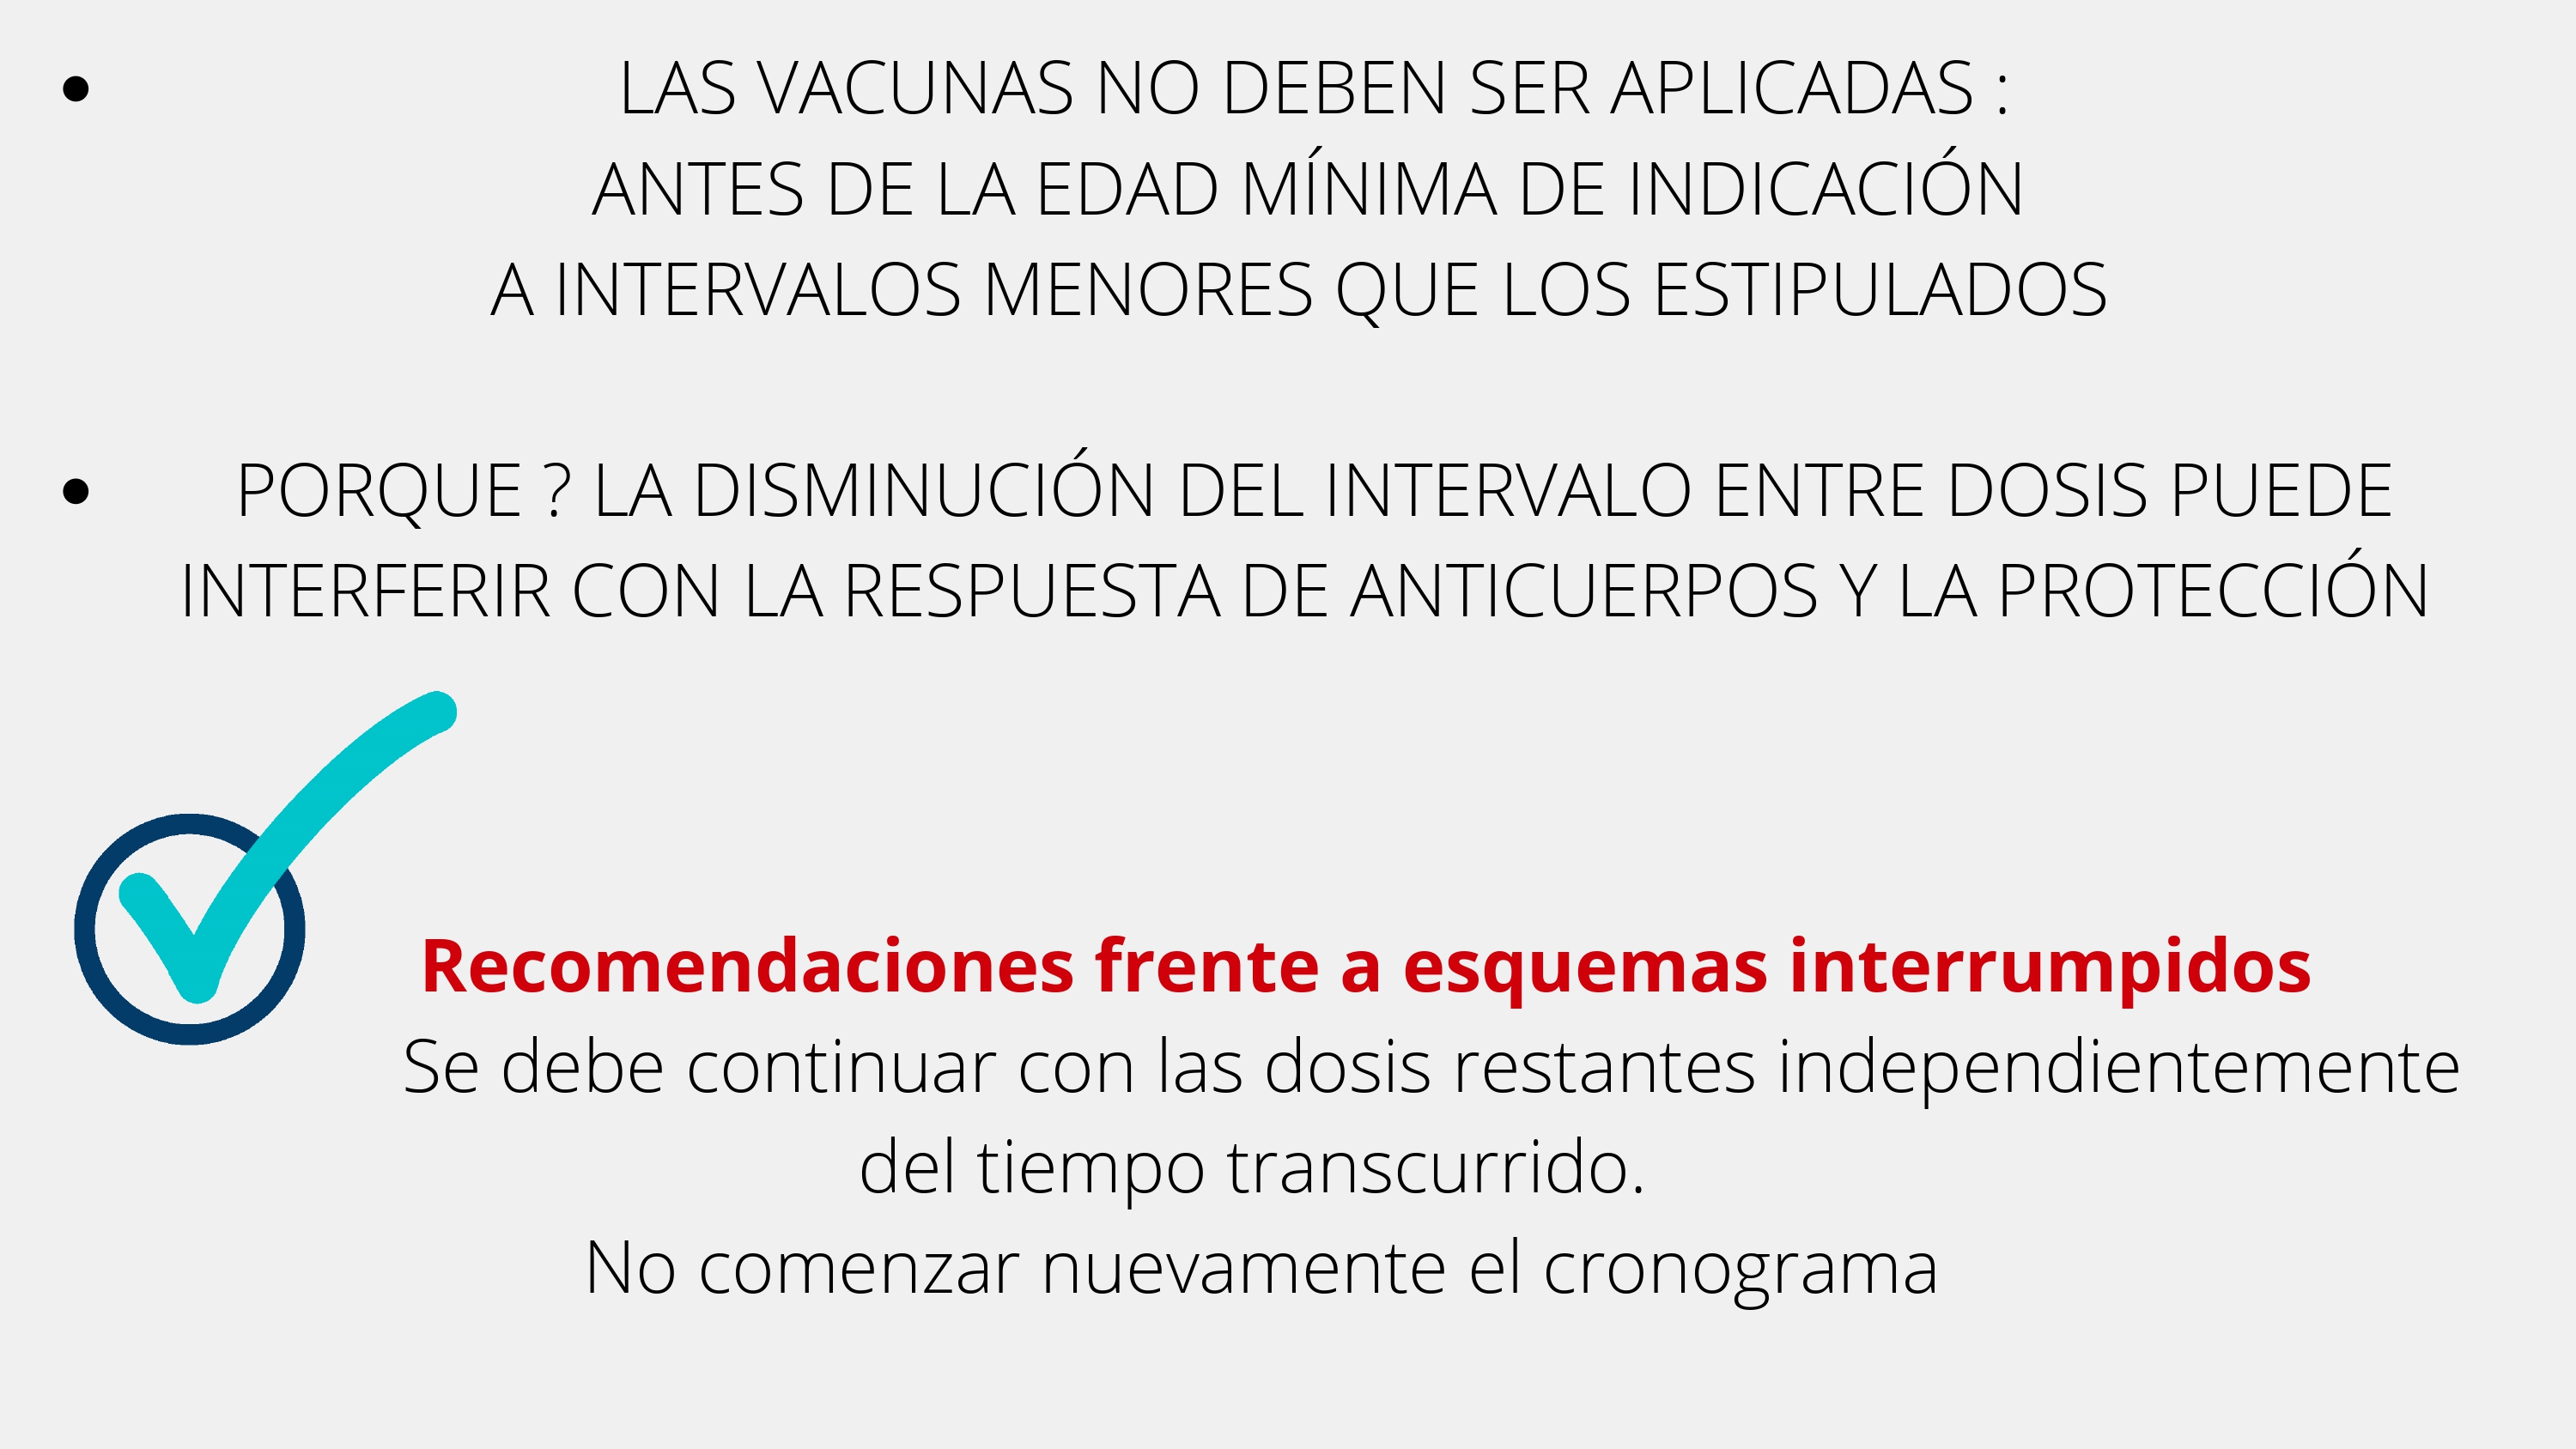 • LAS VACUNAS NO DEBEN SER APLICADAS :
ANTES DE LA EDAD MÍNIMA DE INDICACIÓN
A INTERVALOS MENORES QUE LOS ESTIPULADOS
• PORQUE ? LA DISMINUCIÓN DEL INTERVALO ENTRE DOSIS PUEDE
INTERFERIR CON LA RESPUESTA DE ANTICUERPOS Y LA PROTECCIÓN
Recomendaciones frente a esquemas interrumpidos
Se debe continuar con las dosis restantes independientemente
del tiempo transcurrido.
No comenzar nuevamente el cronograma